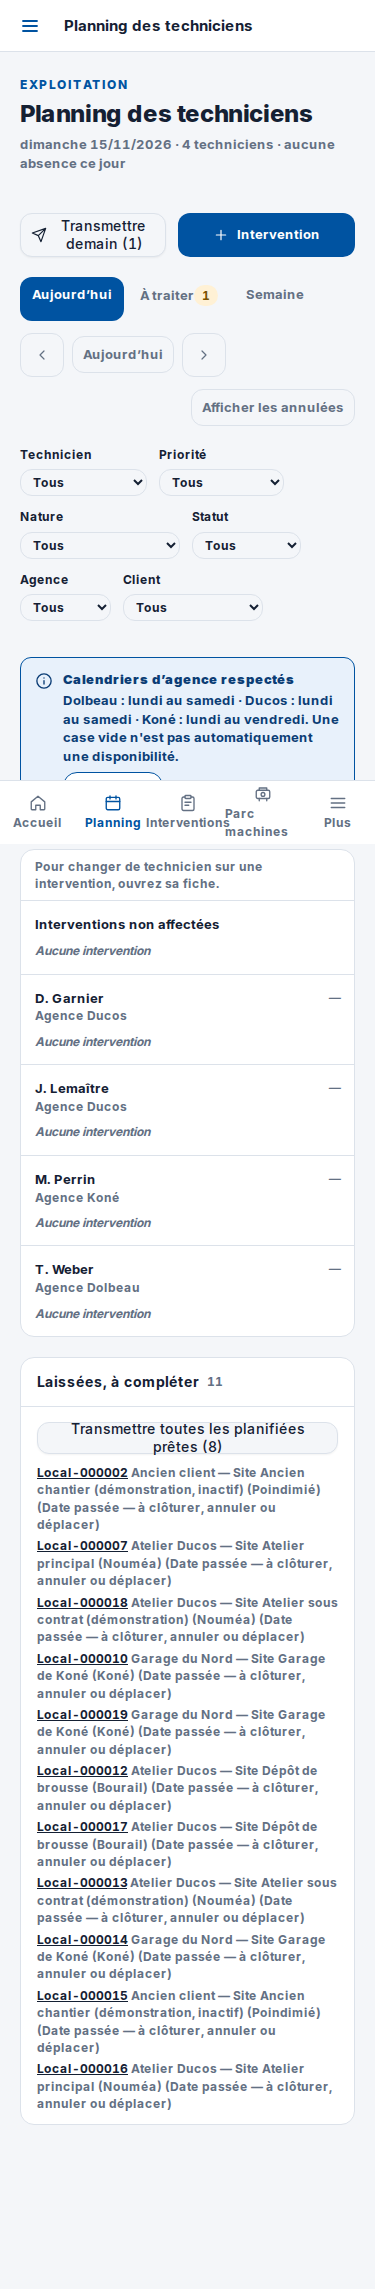 Planning des techniciens
EXPLOITATION
Planning des techniciens
dimanche 15/11/2026 · 4 techniciens · aucune
absence ce jour
Transmettre
demain (1)
Intervention
Aujourd’hui
À traiter 1
Semaine
Aujourd’hui
Afficher les annulées
Technicien
Priorité
Tous
Tous
Nature
Statut
Tous
Tous
Agence
Client
Tous
Tous
Calendriers d’agence respectés
Dolbeau : lundi au samedi · Ducos : lundi
au samedi · Koné : lundi au vendredi. Une
case vide n'est pas automatiquement
une disponibilité.
Accueil
Planning
Interventions
Parc
machines
Plus
Pour changer de technicien sur une
intervention, ouvrez sa fiche.
Interventions non affectées
Aucune intervention
D. Garnier —
Agence Ducos
Aucune intervention
J. Lemaître —
Agence Ducos
Aucune intervention
M. Perrin —
Agence Koné
Aucune intervention
T. Weber —
Agence Dolbeau
Aucune intervention
Laissées, à compléter 11
Transmettre toutes les planifiées
prêtes (8)
Local-000002 Ancien client — Site Ancien
chantier (démonstration, inactif) (Poindimié)
(Date passée — à clôturer, annuler ou
déplacer)
Local-000007 Atelier Ducos — Site Atelier
principal (Nouméa) (Date passée — à clôturer,
annuler ou déplacer)
Local-000018 Atelier Ducos — Site Atelier sous
contrat (démonstration) (Nouméa) (Date
passée — à clôturer, annuler ou déplacer)
Local-000010 Garage du Nord — Site Garage
de Koné (Koné) (Date passée — à clôturer,
annuler ou déplacer)
Local-000019 Garage du Nord — Site Garage
de Koné (Koné) (Date passée — à clôturer,
annuler ou déplacer)
Local-000012 Atelier Ducos — Site Dépôt de
brousse (Bourail) (Date passée — à clôturer,
annuler ou déplacer)
Local-000017 Atelier Ducos — Site Dépôt de
brousse (Bourail) (Date passée — à clôturer,
annuler ou déplacer)
Local-000013 Atelier Ducos — Site Atelier sous
contrat (démonstration) (Nouméa) (Date
passée — à clôturer, annuler ou déplacer)
Local-000014 Garage du Nord — Site Garage
de Koné (Koné) (Date passée — à clôturer,
annuler ou déplacer)
Local-000015 Ancien client — Site Ancien
chantier (démonstration, inactif) (Poindimié)
(Date passée — à clôturer, annuler ou
déplacer)
Local-000016 Atelier Ducos — Site Atelier
principal (Nouméa) (Date passée — à clôturer,
annuler ou déplacer)